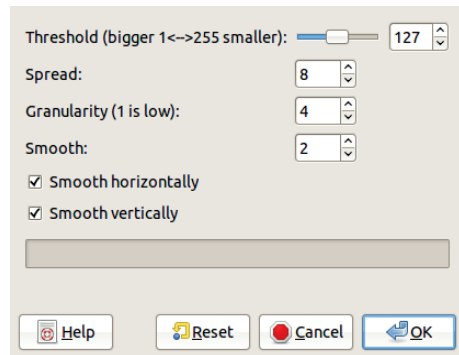 Threshold (bigger 1<-->255 smaller): 127
Spread: 8
Granularity (1 is low): 4
Smooth: 2
Smooth horizontally
Smooth vertically
Help Reset Cancel OK